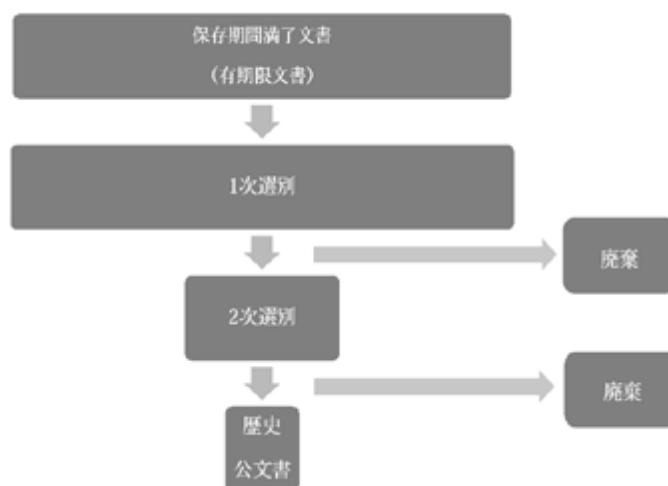 保存期間満了文書
（有期限文書）
1次選別
廃棄
2次選別
廃棄
歴史
公文書